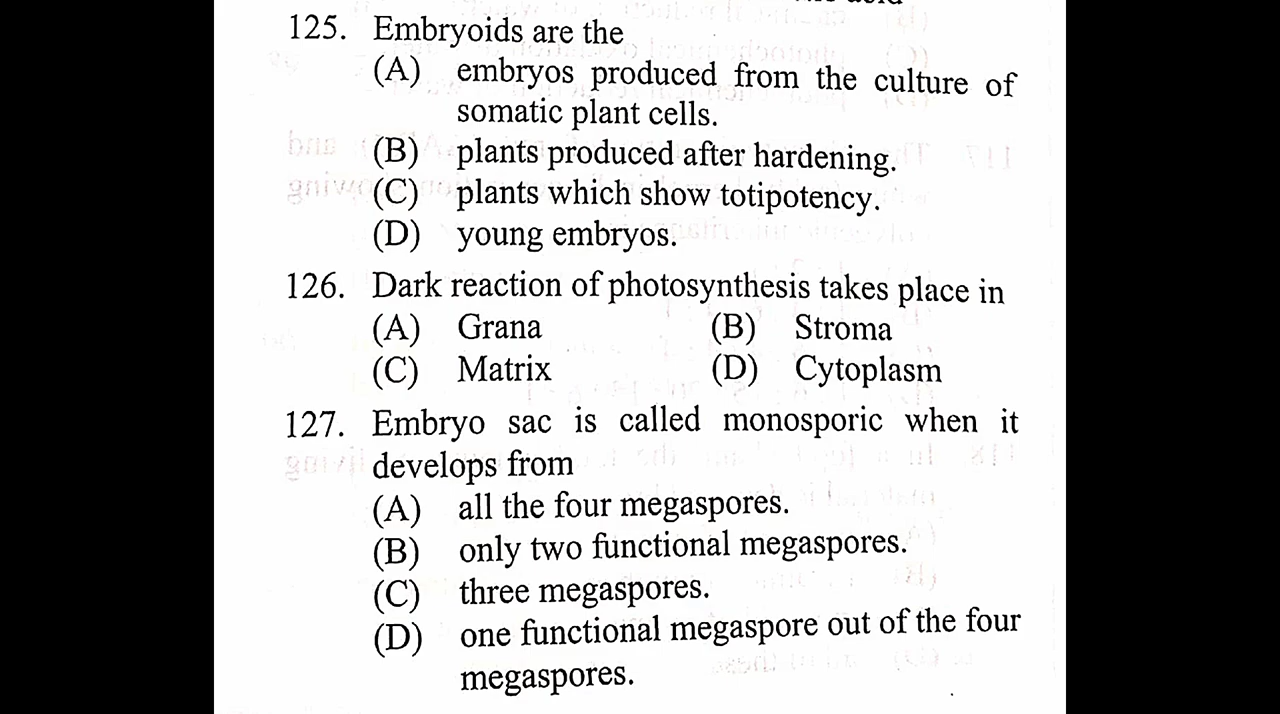 125. Embryoids are the
(A) embryos produced from the culture of
somatic plant cells.
(B) plants produced after hardening.
(C) plants which show totipotency.
(D) young embryos.
126. Dark reaction of photosynthesis takes place in
(A) Grana (B) Stroma
(C) Matrix (D) Cytoplasm
127. Embryo sac is called monosporic when it
develops from
(A) all the four megaspores.
(B) only two functional megaspores.
(C) three megaspores.
(D) one functional megaspore out of the four
megaspores.